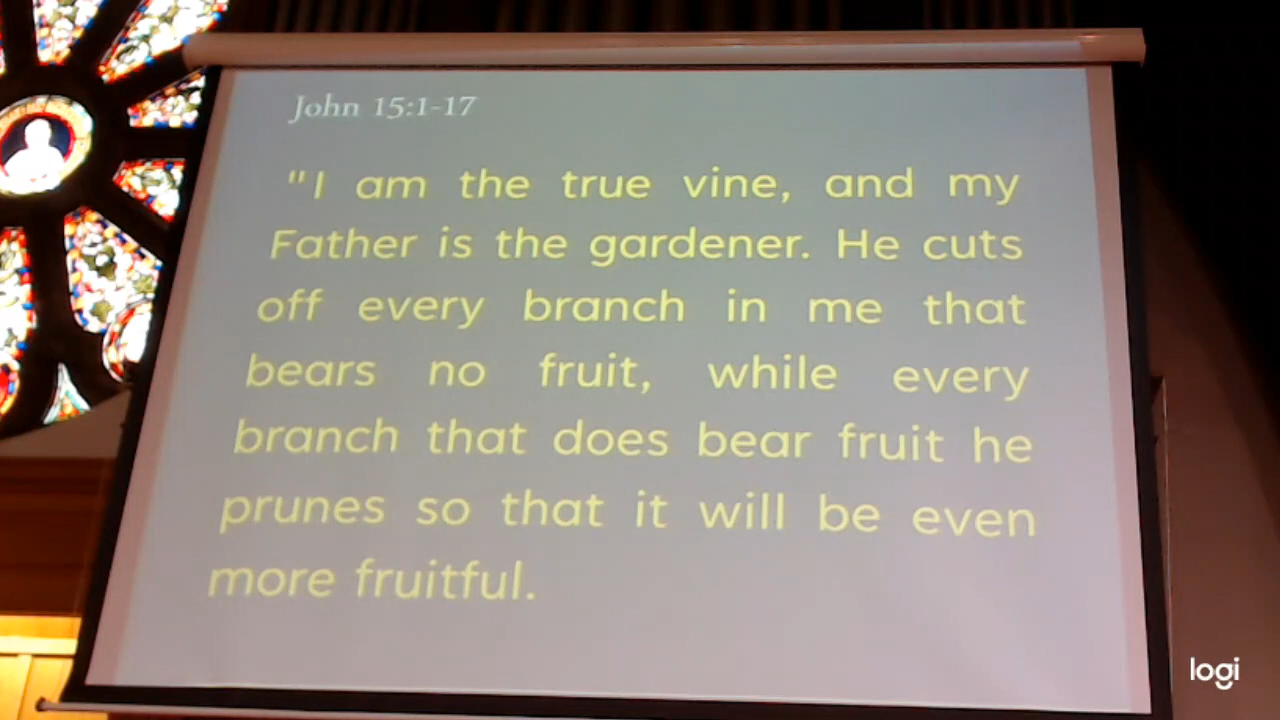 John 15:1-17
"I am the true vine, and my
Father is the gardener. He cuts
off every branch in me that
bears no fruit, while every
branch that does bear fruit he
prunes so that it will be even
more fruitful.
logi